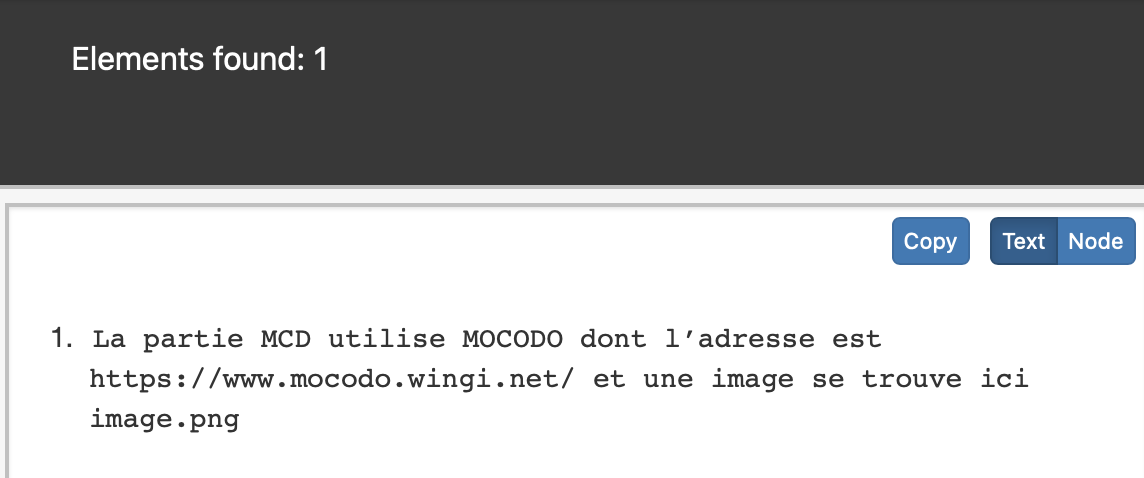 Elements found: 1
Copy
Text
Node
1. La partie MCD utilise MOCODO dont l’adresse est
https://www.mocodo.wingi.net/ et une image se trouve ici
image.png